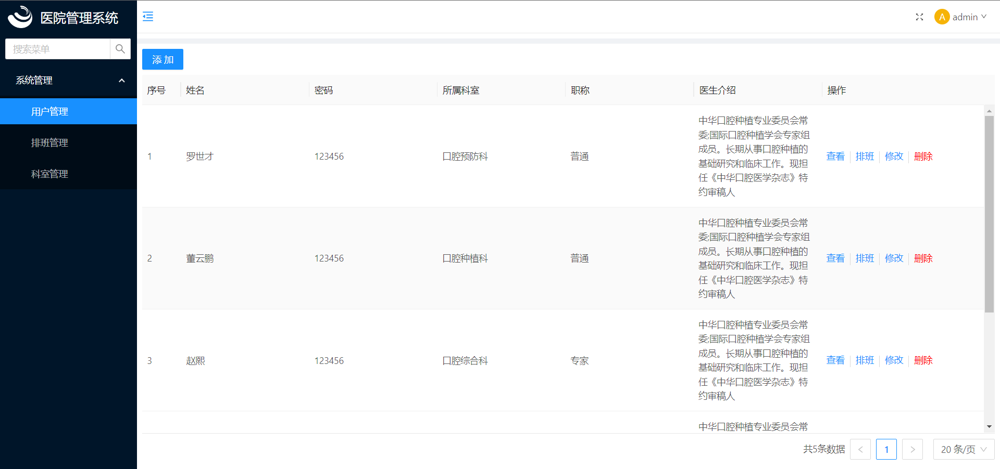 医院管理系统
搜索菜单
系统管理
用户管理
排班管理
科室管理
A admin
添 加
序号 姓名 密码 所属科室 职称 医生介绍 操作
1 罗世才 123456 口腔预防科 普通
中华口腔种植专业委员会常
委;国际口腔种植学会专家组
成员。长期从事口腔种植的
基础研究和临床工作。现担
任《中华口腔医学杂志》特
约审稿人
查看 排班 修改 删除
2 董云鹏 123456 口腔种植科 普通
中华口腔种植专业委员会常
委;国际口腔种植学会专家组
成员。长期从事口腔种植的
基础研究和临床工作。现担
任《中华口腔医学杂志》特
约审稿人
查看 排班 修改 删除
3 赵熙 123456 口腔综合科 专家
中华口腔种植专业委员会常
委;国际口腔种植学会专家组
成员。长期从事口腔种植的
基础研究和临床工作。现担
任《中华口腔医学杂志》特
约审稿人
查看 排班 修改 删除
中华口腔种植专业委员会常
共5条数据 < 1 > 20 条/页